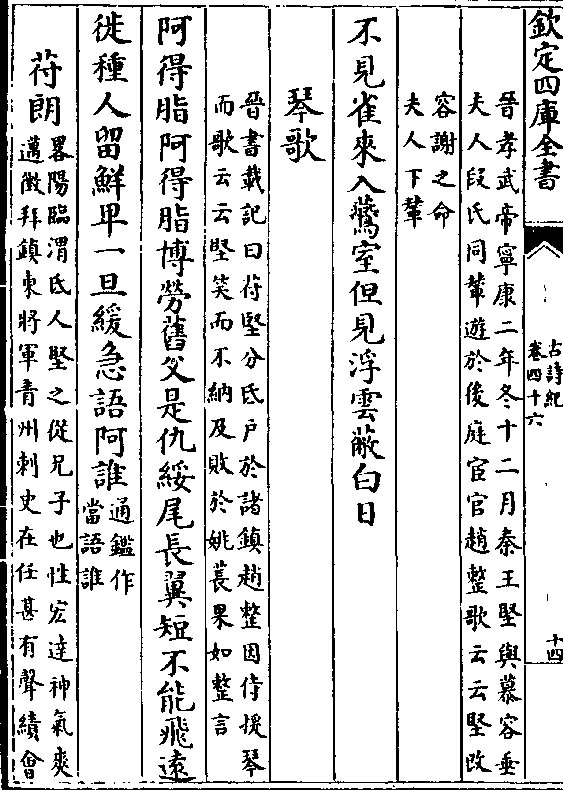 欽定四庫全書
古詩紀
卷四十六
十四
晉孝武帝寧康二年冬十二月秦王堅與慕容垂
夫人段氏同輦遊於後庭宦官趙整歌云云堅改
容謝之命
夫人下輦
不見雀來入鷰室但見浮雲蔽白日
琴歌
晉書載記曰苻堅分氐户於諸鎮趙整因侍援琴
而歌云云堅笑而不納及敗於姚萇果如整言
阿得脂阿得脂博勞舊父是仇綏尾長翼短不能飛遠
徙種人留鮮卑一旦緩急語阿誰
通鑑作
當語誰
苻朗
畧陽臨渭氐人堅之從兄子也性宏達神氣爽
邁徵拜鎮東將軍青州刺史在任甚有聲績會